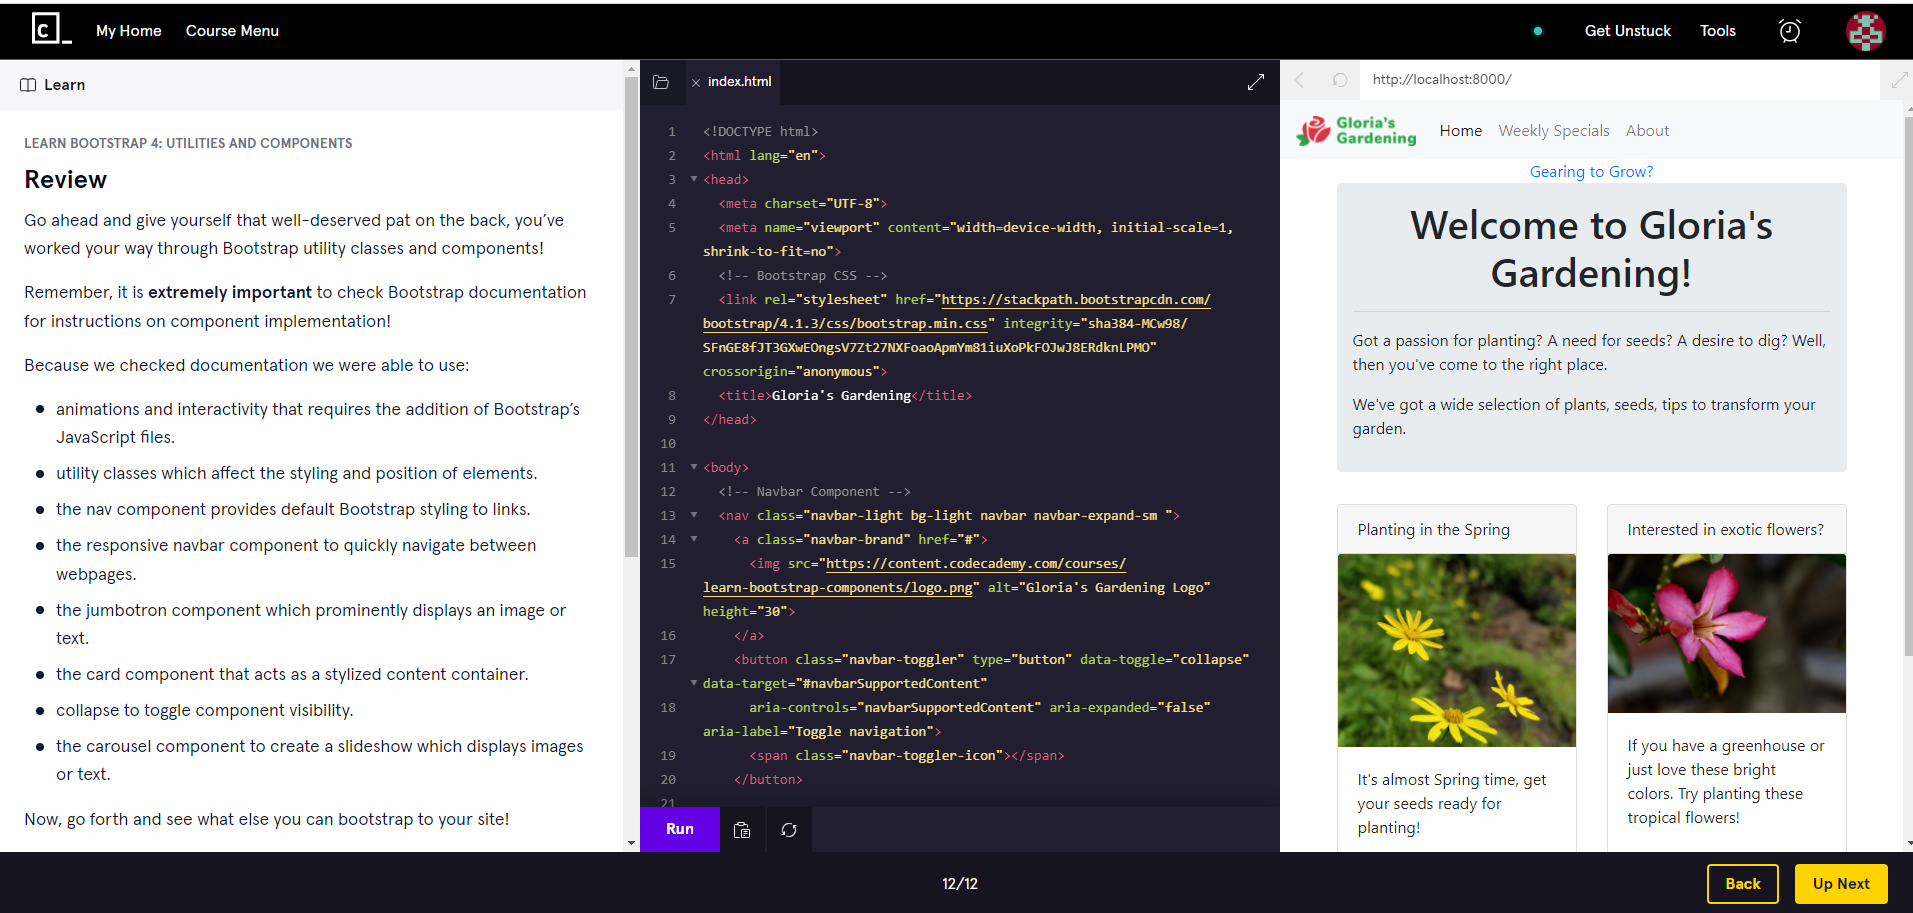 My Home Course Menu Get Unstuck Tools
Learn
LEARN BOOTSTRAP 4: UTILITIES AND COMPONENTS
Review
Go ahead and give yourself that well-deserved pat on the back, you’ve
worked your way through Bootstrap utility classes and components!
Remember, it is extremely important to check Bootstrap documentation
for instructions on component implementation!
Because we checked documentation we were able to use:
animations and interactivity that requires the addition of Bootstrap’s
JavaScript files.
utility classes which affect the styling and position of elements.
the nav component provides default Bootstrap styling to links.
the responsive navbar component to quickly navigate between
webpages.
the jumbotron component which prominently displays an image or
text.
the card component that acts as a stylized content container.
collapse to toggle component visibility.
the carousel component to create a slideshow which displays images
or text.
Now, go forth and see what else you can bootstrap to your site!
index.html
1 <!DOCTYPE html>
2 <html lang="en">
3 <head>
4 <meta charset="UTF-8">
5 <meta name="viewport" content="width=device-width, initial-scale=1,
shrink-to-fit=no">
6 <!-- Bootstrap CSS -->
7 <link rel="stylesheet" href="https://stackpath.bootstrapcdn.com/
bootstrap/4.1.3/css/bootstrap.min.css" integrity="sha384-MCw98/
SFnGE8fJT3GXwEOngsV7Zt27NXFoaoApmYm81iuXoPkFOJwJ8ERdknLPMO"
crossorigin="anonymous">
8 <title>Gloria's Gardening</title>
9 </head>
10
11 <body>
12 <!-- Navbar Component -->
13 <nav class="navbar-light bg-light navbar navbar-expand-sm ">
14 <a class="navbar-brand" href="#">
15 <img src="https://content.codecademy.com/courses/
learn-bootstrap-components/logo.png" alt="Gloria's Gardening Logo"
height="30">
16 </a>
17 <button class="navbar-toggler" type="button" data-toggle="collapse"
data-target="#navbarSupportedContent"
18 aria-controls="navbarSupportedContent" aria-expanded="false"
aria-label="Toggle navigation">
19 <span class="navbar-toggler-icon"></span>
20 </button>
21
Run
http://localhost:8000/
Gloria's
Gardening
Home Weekly Specials About
Gearing to Grow?
Welcome to Gloria's
Gardening!
Got a passion for planting? A need for seeds? A desire to dig? Well,
then you've come to the right place.
We've got a wide selection of plants, seeds, tips to transform your
garden.
Planting in the Spring
It's almost Spring time, get
your seeds ready for
planting!
Interested in exotic flowers?
If you have a greenhouse or
just love these bright
colors. Try planting these
tropical flowers!
12/12
Back
Up Next